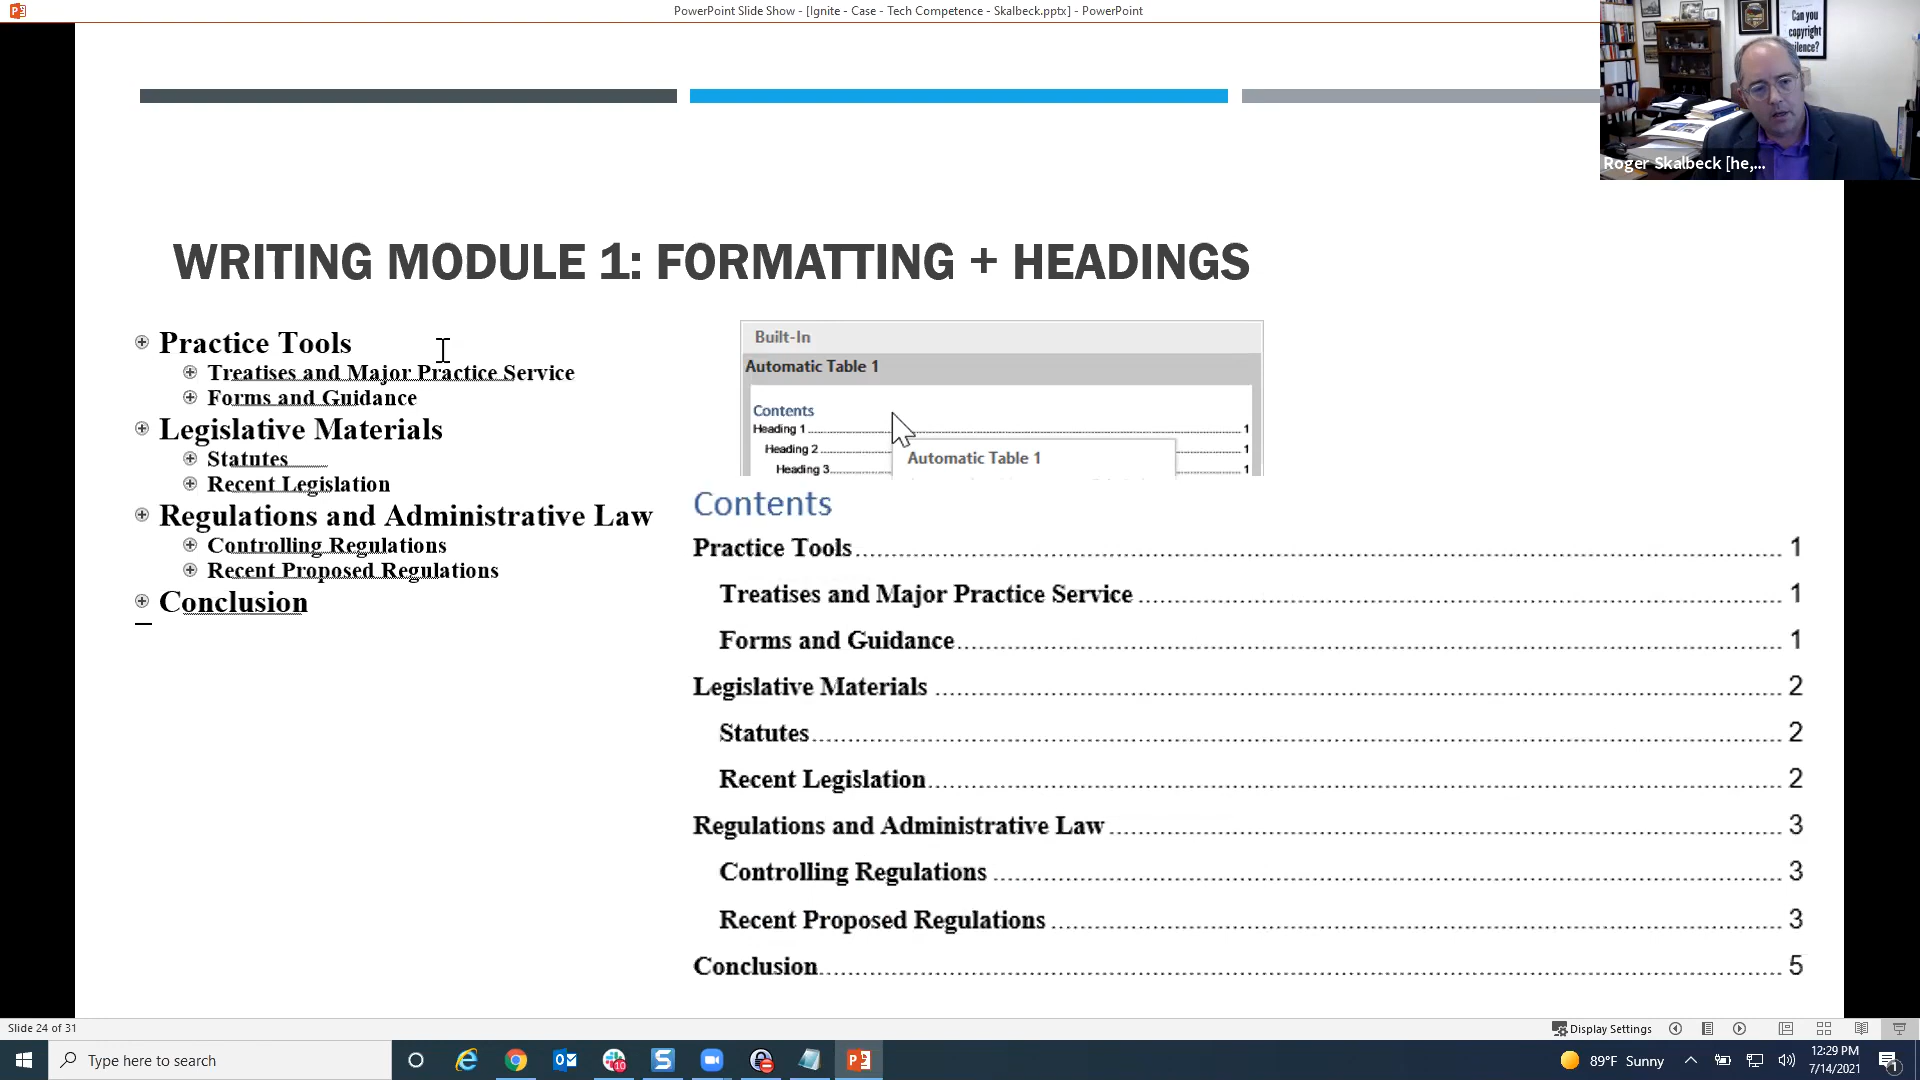 PowerPoint Slide Show - [Ignite - Case - Tech Competence - Skalbeck.pptx] - PowerPoint
Can you
copyright
silence?
Roger Skalbeck [he,...
WRITING MODULE 1: FORMATTING + HEADINGS
Practice Tools
Treatises and Major Practice Service
Forms and Guidance
Legislative Materials
Statutes
Recent Legislation
Regulations and Administrative Law
Controlling Regulations
Recent Proposed Regulations
Conclusion
Built-In
Automatic Table 1
Contents
Heading 1 1
Heading 2 1
Heading 3 1
Automatic Table 1
Contents
Practice Tools 1
Treatises and Major Practice Service 1
Forms and Guidance 1
Legislative Materials 2
Statutes 2
Recent Legislation 2
Regulations and Administrative Law 3
Controlling Regulations 3
Recent Proposed Regulations 3
Conclusion 5
Slide 24 of 31
Display Settings
Type here to search
10
89°F Sunny
12:29 PM
7/14/2021
1